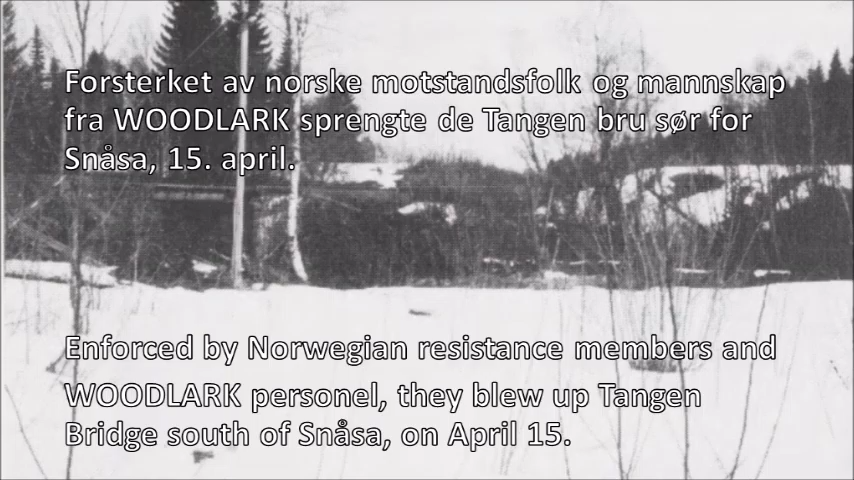 Forsterket av norske motstandsfolk og mannskap
fra WOODLARK sprengte de Tangen bru sør for
Snåsa, 15. april.
Enforced by Norwegian resistance members and
WOODLARK personel, they blew up Tangen
Bridge south of Snåsa, on April 15.